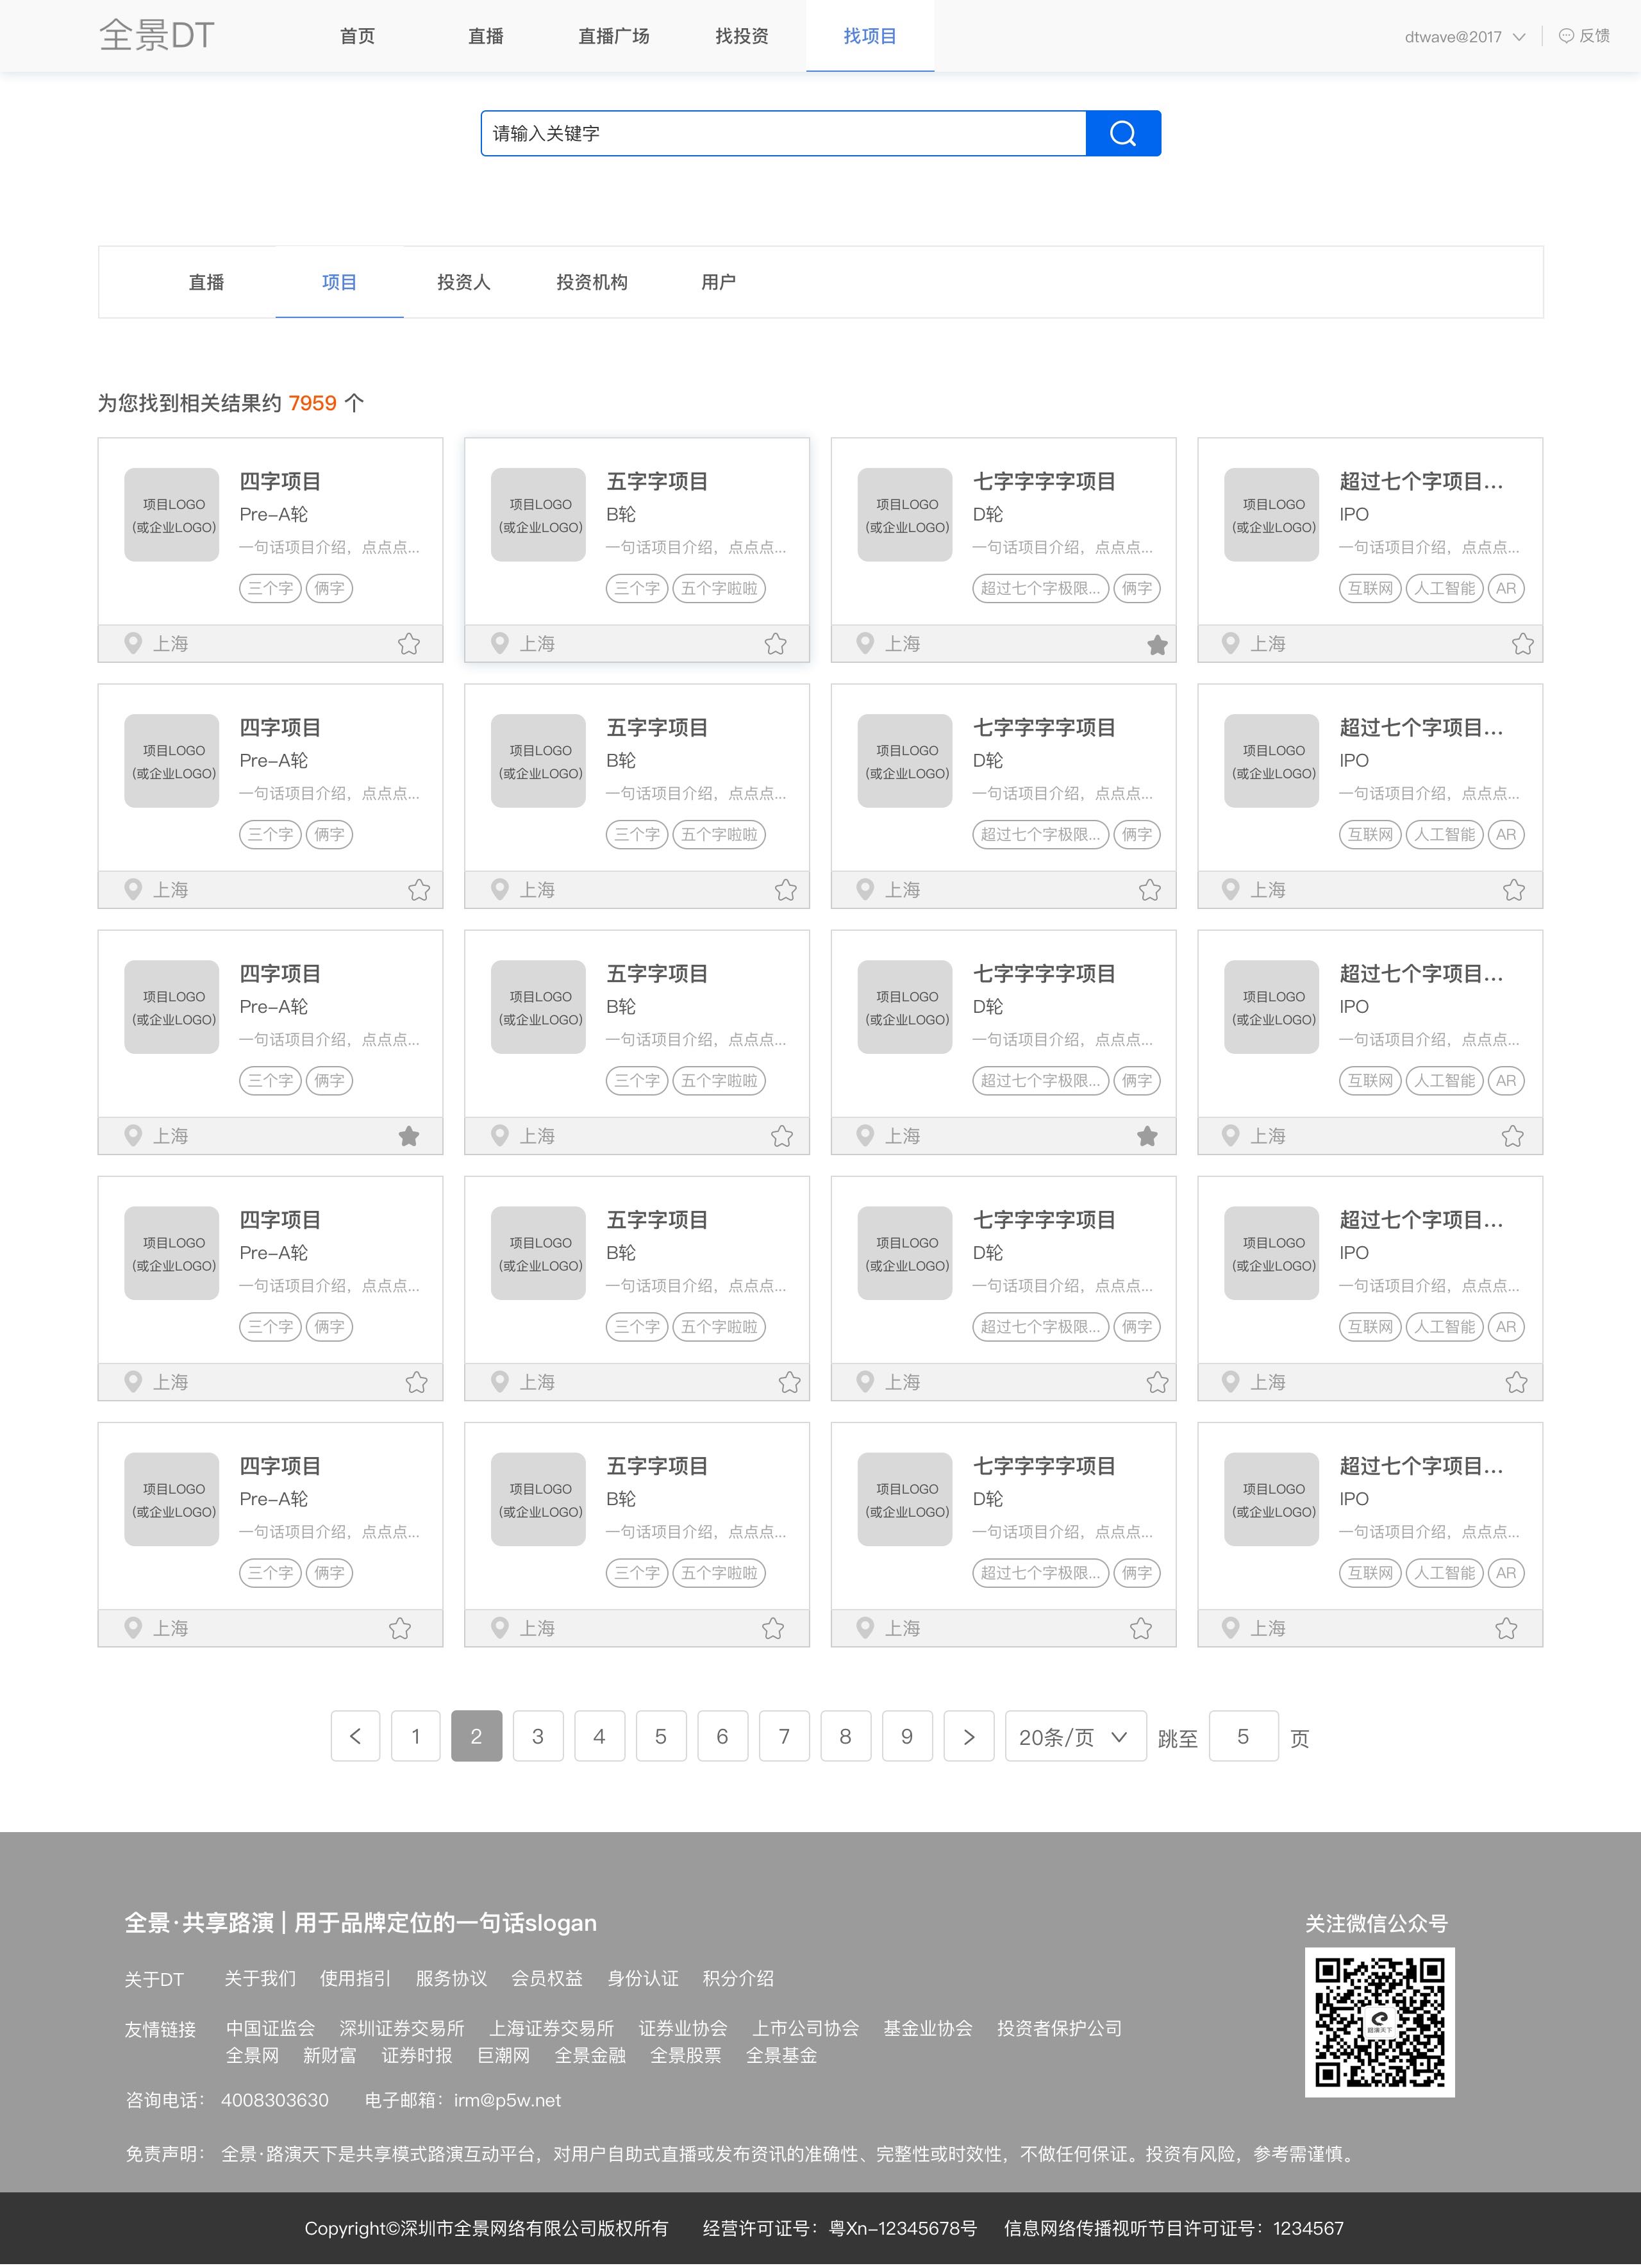 全景DT 首页 直播 直播广场 找投资 找项目 dtwave@2017 反馈
请输入关键字
直播 项目 投资人 投资机构 用户
为您找到相关结果约 7959 个
四字项目 五字字项目 七字字字字项目 超过七个字项目...
项目LOGO Pre-A轮 项目LOGO B轮 项目LOGO D轮 项目LOGO IPO
(或企业LOGO) 一句话项目介绍，点点点... (或企业LOGO) 一句话项目介绍，点点点... (或企业LOGO) 一句话项目介绍，点点点... (或企业LOGO) 一句话项目介绍，点点点...
三个字 俩字 三个字 五个字啦啦 超过七个字极限... 俩字 互联网 人工智能 AR
上海 上海 上海 上海
四字项目 五字字项目 七字字字字项目 超过七个字项目...
项目LOGO Pre-A轮 项目LOGO B轮 项目LOGO D轮 项目LOGO IPO
(或企业LOGO) 一句话项目介绍，点点点... (或企业LOGO) 一句话项目介绍，点点点... (或企业LOGO) 一句话项目介绍，点点点... (或企业LOGO) 一句话项目介绍，点点点...
三个字 俩字 三个字 五个字啦啦 超过七个字极限... 俩字 互联网 人工智能 AR
上海 上海 上海 上海
四字项目 五字字项目 七字字字字项目 超过七个字项目...
项目LOGO Pre-A轮 项目LOGO B轮 项目LOGO D轮 项目LOGO IPO
(或企业LOGO) 一句话项目介绍，点点点... (或企业LOGO) 一句话项目介绍，点点点... (或企业LOGO) 一句话项目介绍，点点点... (或企业LOGO) 一句话项目介绍，点点点...
三个字 俩字 三个字 五个字啦啦 超过七个字极限... 俩字 互联网 人工智能 AR
上海 上海 上海 上海
四字项目 五字字项目 七字字字字项目 超过七个字项目...
项目LOGO Pre-A轮 项目LOGO B轮 项目LOGO D轮 项目LOGO IPO
(或企业LOGO) 一句话项目介绍，点点点... (或企业LOGO) 一句话项目介绍，点点点... (或企业LOGO) 一句话项目介绍，点点点... (或企业LOGO) 一句话项目介绍，点点点...
三个字 俩字 三个字 五个字啦啦 超过七个字极限... 俩字 互联网 人工智能 AR
上海 上海 上海 上海
四字项目 五字字项目 七字字字字项目 超过七个字项目...
项目LOGO Pre-A轮 项目LOGO B轮 项目LOGO D轮 项目LOGO IPO
(或企业LOGO) 一句话项目介绍，点点点... (或企业LOGO) 一句话项目介绍，点点点... (或企业LOGO) 一句话项目介绍，点点点... (或企业LOGO) 一句话项目介绍，点点点...
三个字 俩字 三个字 五个字啦啦 超过七个字极限... 俩字 互联网 人工智能 AR
上海 上海 上海 上海
< 1 2 3 4 5 6 7 8 9 > 20条/页 跳至 5 页
全景·共享路演 | 用于品牌定位的一句话slogan 关注微信公众号
关于DT 关于我们 使用指引 服务协议 会员权益 身份认证 积分介绍
友情链接 中国证监会 深圳证券交易所 上海证券交易所 证券业协会 上市公司协会 基金业协会 投资者保护公司
路演天下
全景网 新财富 证券时报 巨潮网 全景金融 全景股票 全景基金
咨询电话： 4008303630 电子邮箱：irm@p5w.net
免责声明： 全景·路演天下是共享模式路演互动平台，对用户自助式直播或发布资讯的准确性、完整性或时效性，不做任何保证。投资有风险，参考需谨慎。
Copyright©深圳市全景网络有限公司版权所有 经营许可证号：粤Xn-12345678号 信息网络传播视听节目许可证号：1234567